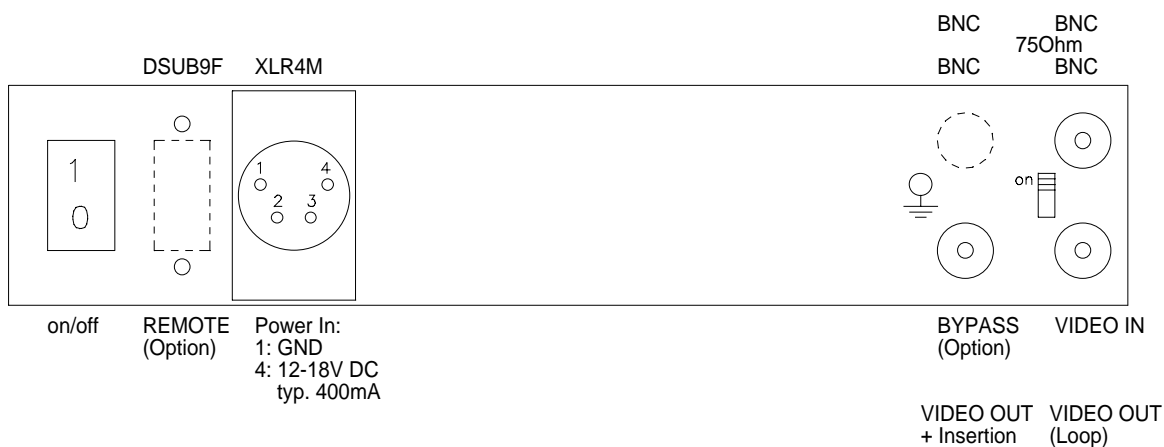 BNC BNC
75Ohm
DSUB9F XLR4M BNC BNC
1
0
1 4
2 3
on
on/off REMOTE Power In: BYPASS VIDEO IN
(Option) 1: GND (Option)
4: 12-18V DC
typ. 400mA
VIDEO OUT VIDEO OUT
+ Insertion (Loop)